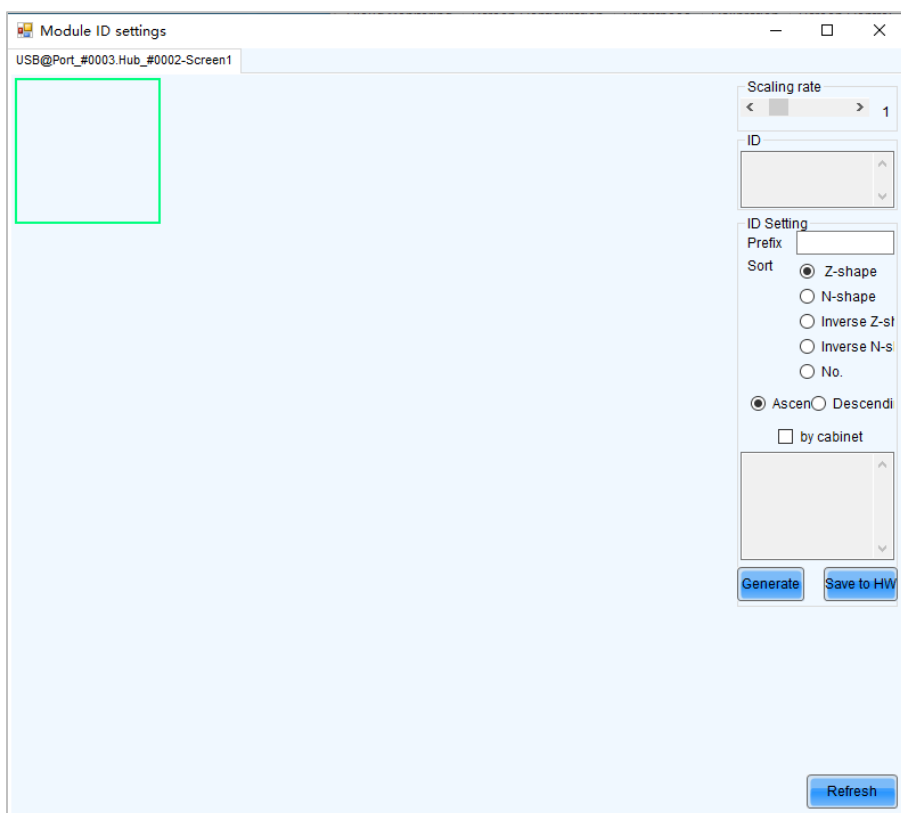 Module ID settings
USB@Port_#0003.Hub_#0002-Screen1
Scaling rate
1
ID
ID Setting
Prefix
Sort
Z-shape
N-shape
Inverse Z-sh
Inverse N-s
No.
Ascen Descendi
by cabinet
Generate Save to HW
Refresh